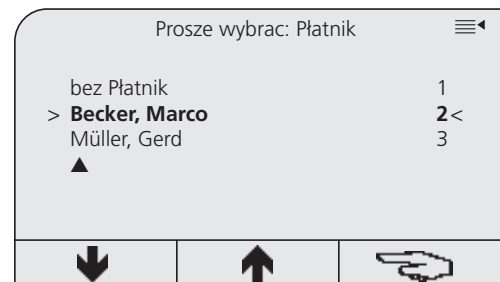 Prosze wybrac: Płatnik
bez Płatnik 1
> Becker, Marco 2<
Müller, Gerd 3